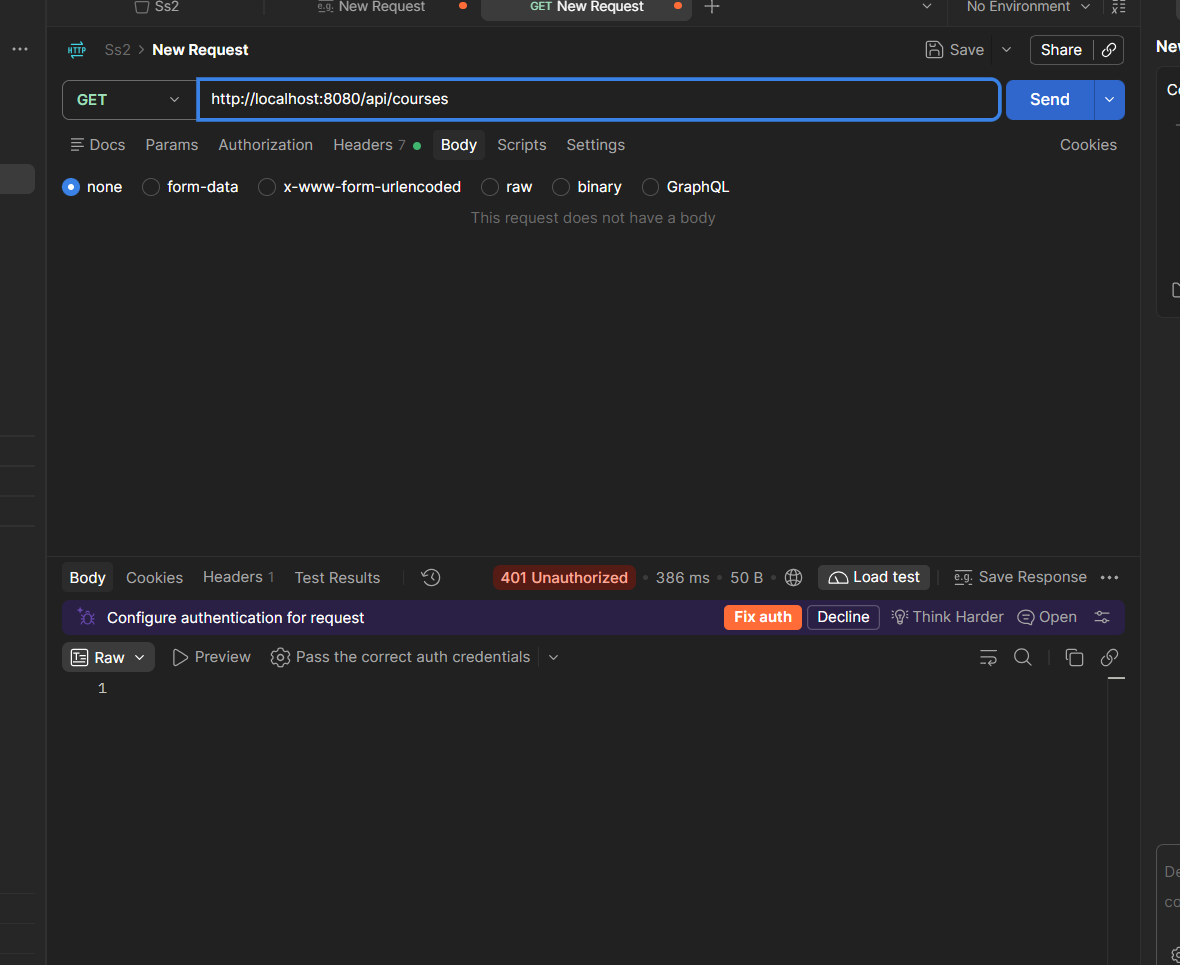 Ss2
e.g. New Request
GET New Request
No Environment
HTTP Ss2 > New Request
Save
Share
GET
http://localhost:8080/api/courses
Send
Docs Params Authorization Headers 7 Body Scripts Settings
Cookies
none form-data x-www-form-urlencoded raw binary GraphQL
This request does not have a body
Body Cookies Headers 1 Test Results
401 Unauthorized • 386 ms • 50 B •
Load test
e.g. Save Response
Configure authentication for request
Fix auth Decline Think Harder Open
Raw Preview Pass the correct auth credentials
1